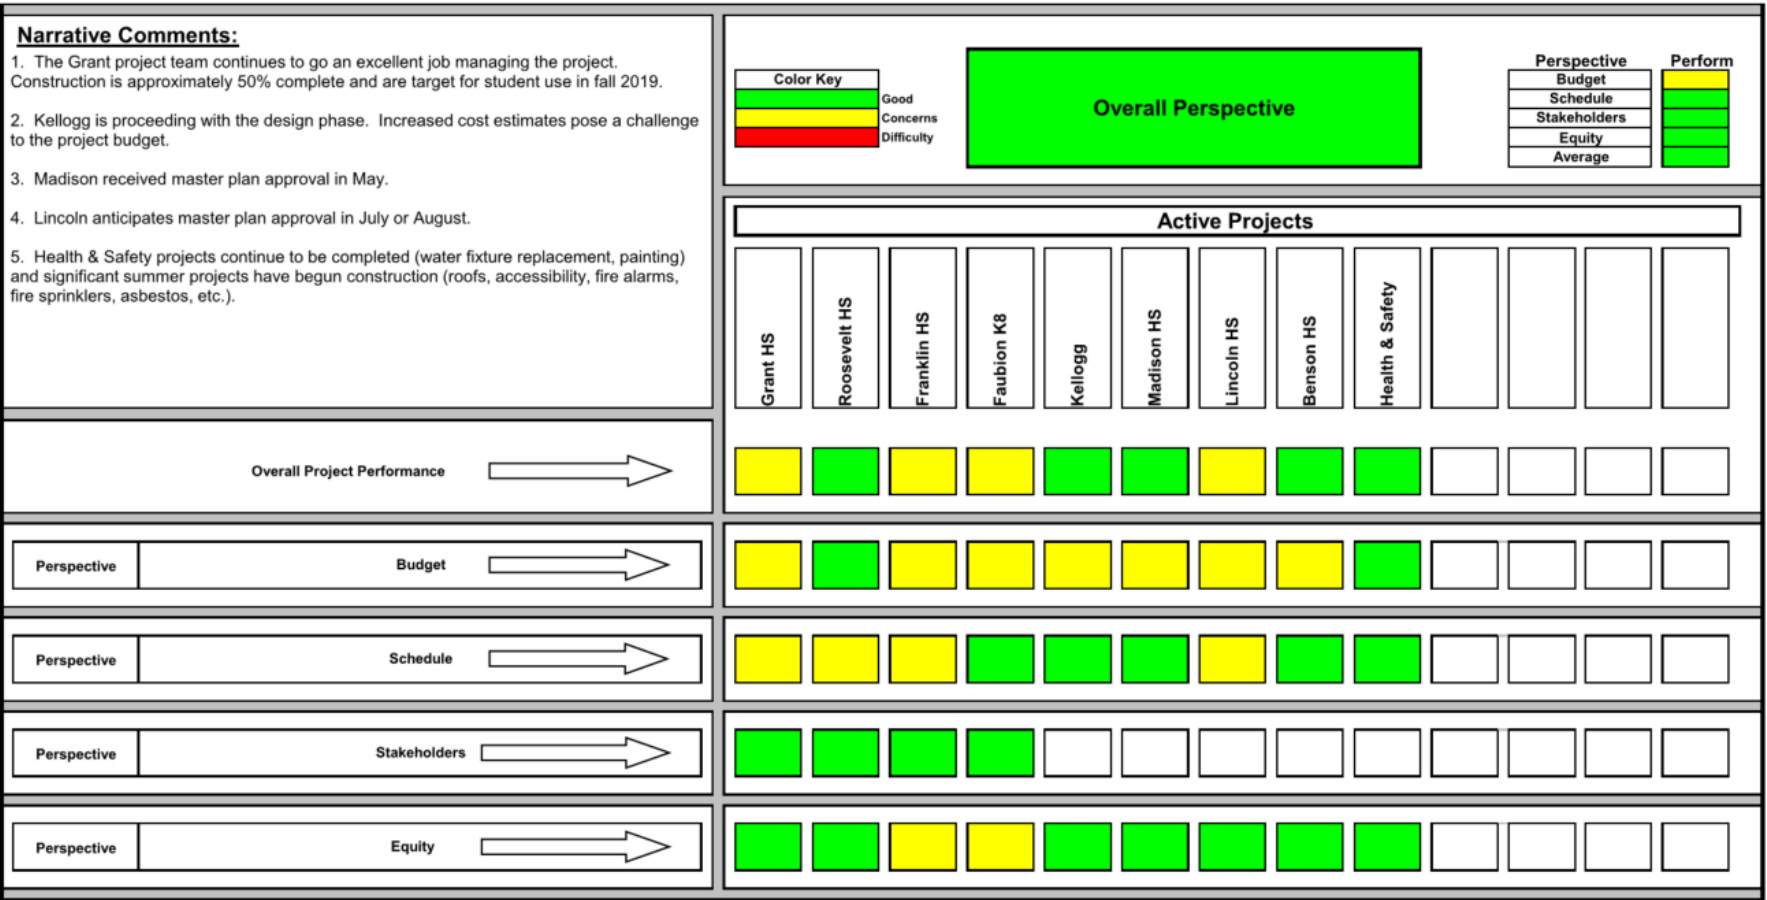 Narrative Comments:
1.  The Grant project team continues to go an excellent job managing the project.
Construction is approximately 50% complete and are target for student use in fall 2019.
2.  Kellogg is proceeding with the design phase.  Increased cost estimates pose a challenge
to the project budget.
3.  Madison received master plan approval in May.
4.  Lincoln anticipates master plan approval in July or August.
5.  Health & Safety projects continue to be completed (water fixture replacement, painting)
and significant summer projects have begun construction (roofs, accessibility, fire alarms,
fire sprinklers, asbestos, etc.).
Color Key
Good
Concerns
Difficulty
Overall Perspective
Perspective Perform
Budget
Schedule
Stakeholders
Equity
Average
Active Projects
Grant HS
Roosevelt HS
Franklin HS
Faubion K8
Kellogg
Madison HS
Lincoln HS
Benson HS
Health & Safety
Overall Project Performance
Perspective Budget
Perspective Schedule
Perspective Stakeholders
Perspective Equity